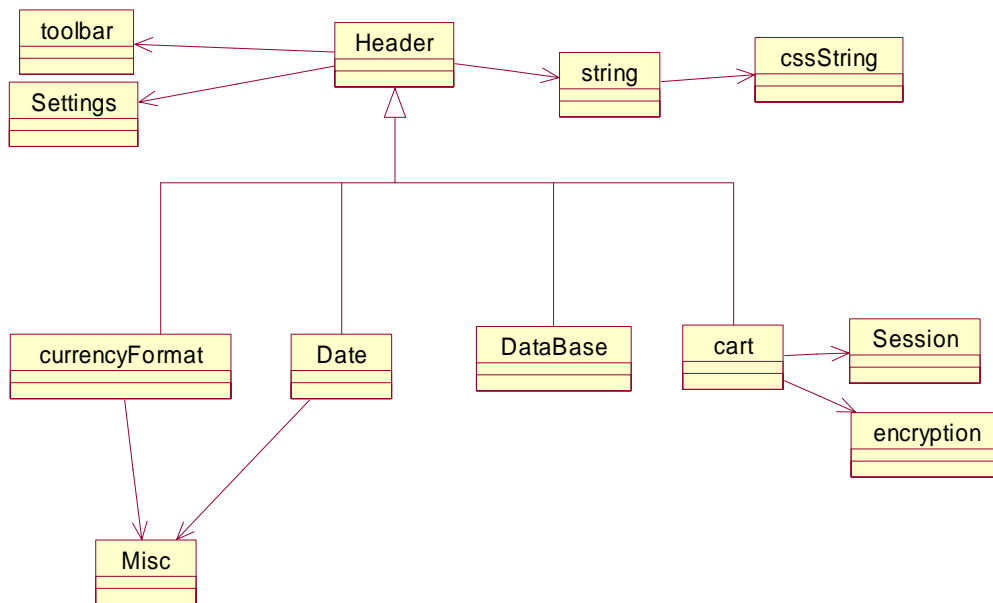 toolbar
Header
string
cssString
Settings
currencyFormat
Date
DataBase
cart
Session
encryption
Misc